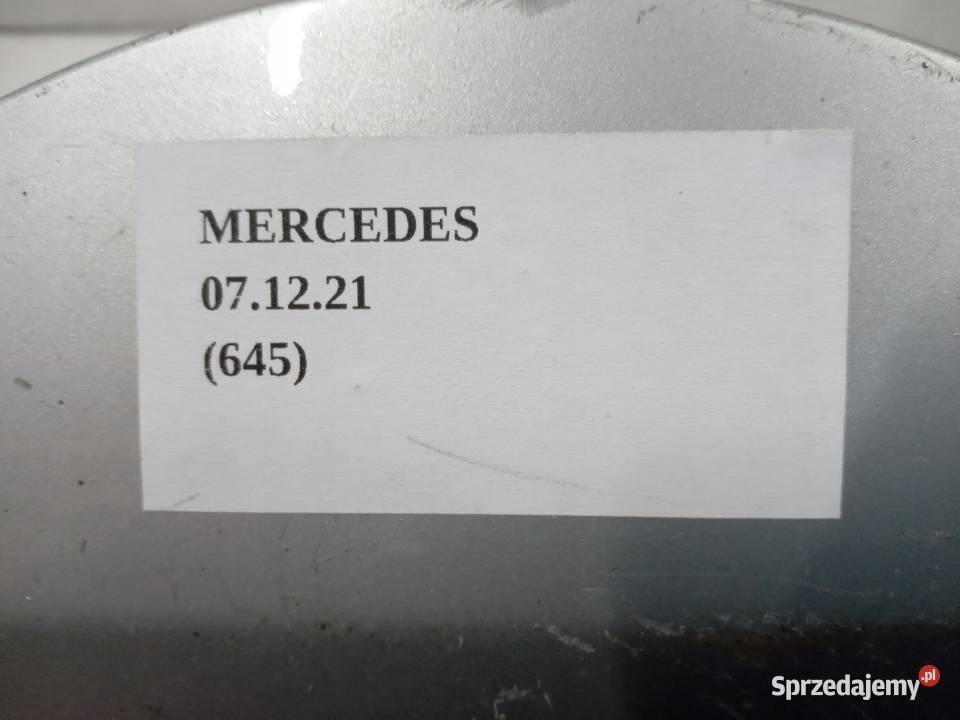 MERCEDES
07.12.21
(645)
Sprzedajemy.pl